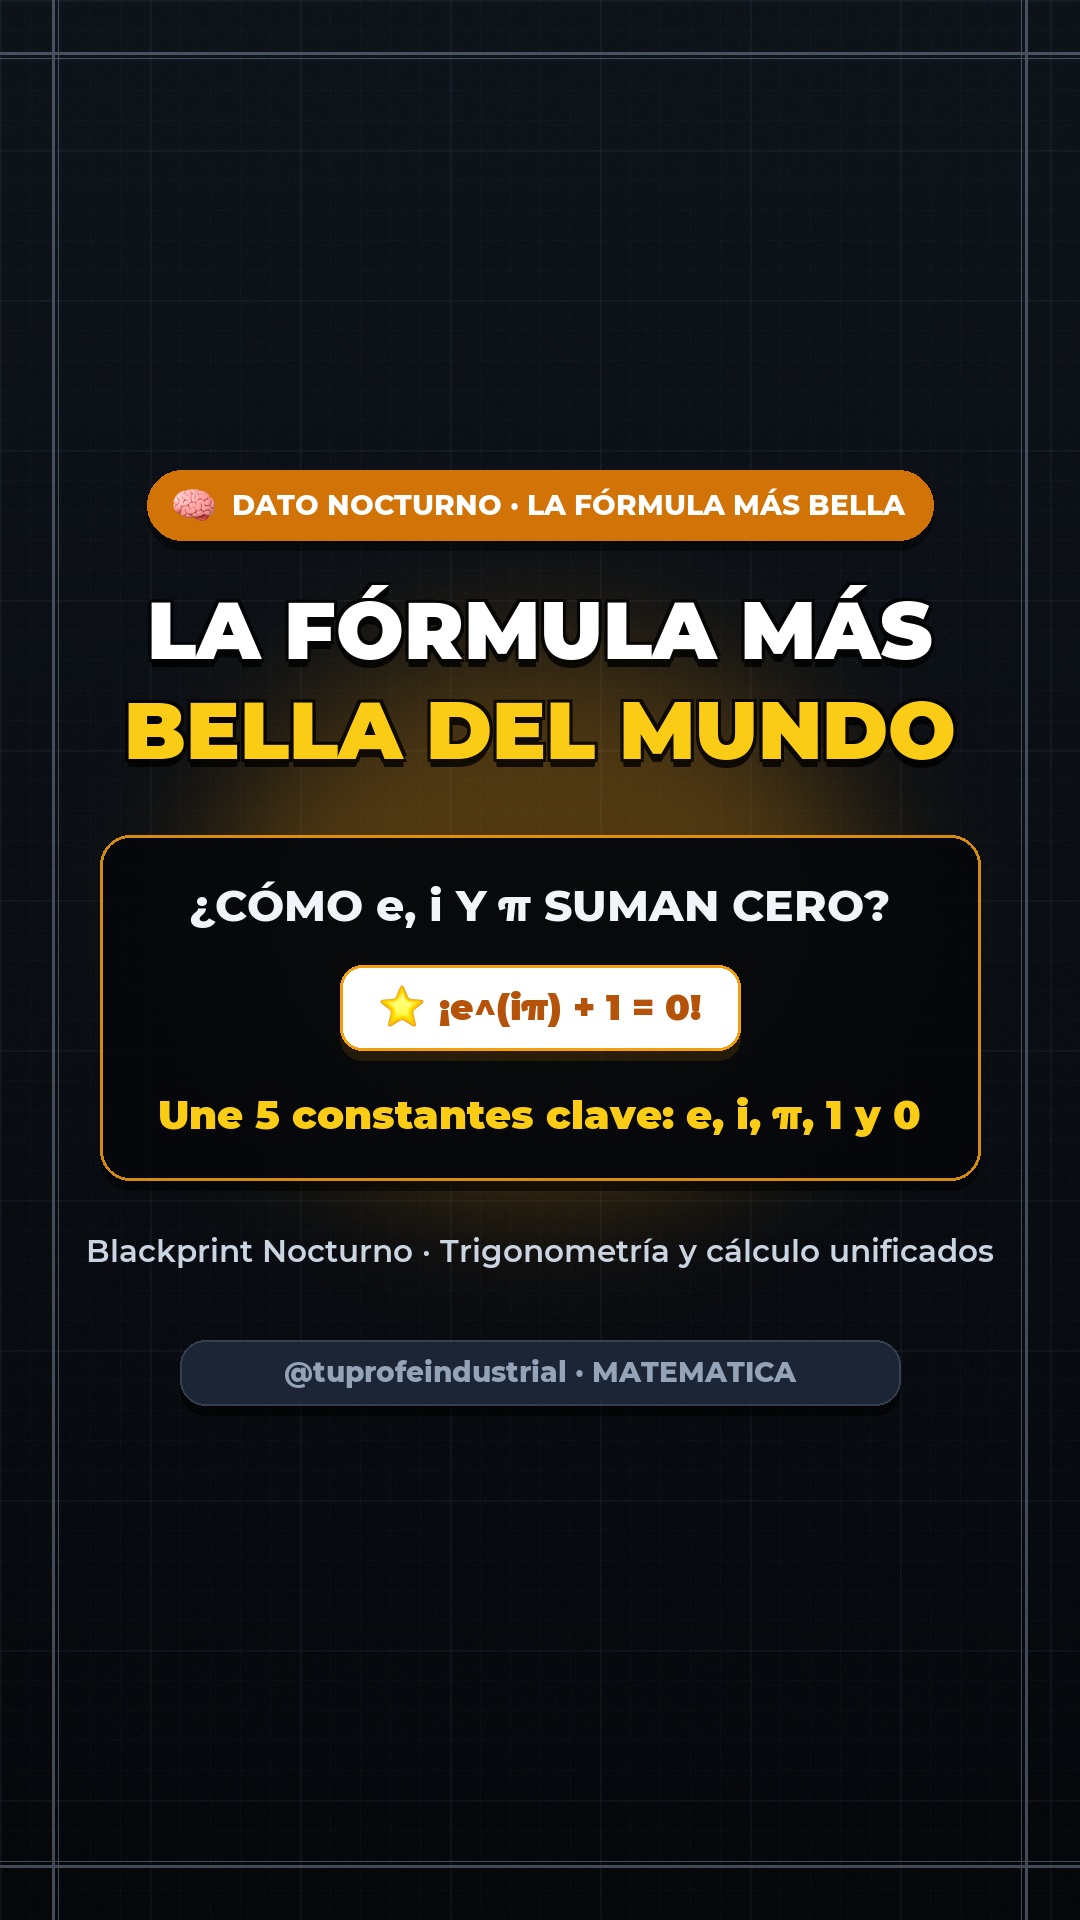 DATO NOCTURNO · LA FÓRMULA MÁS BELLA
LA FÓRMULA MÁS
BELLA DEL MUNDO
¿CÓMO e, i Y π SUMAN CERO?
¡e^(iπ) + 1 = 0!
Une 5 constantes clave: e, i, π, 1 y 0
Blackprint Nocturno · Trigonometría y cálculo unificados
@tuprofeindustrial · MATEMATICA